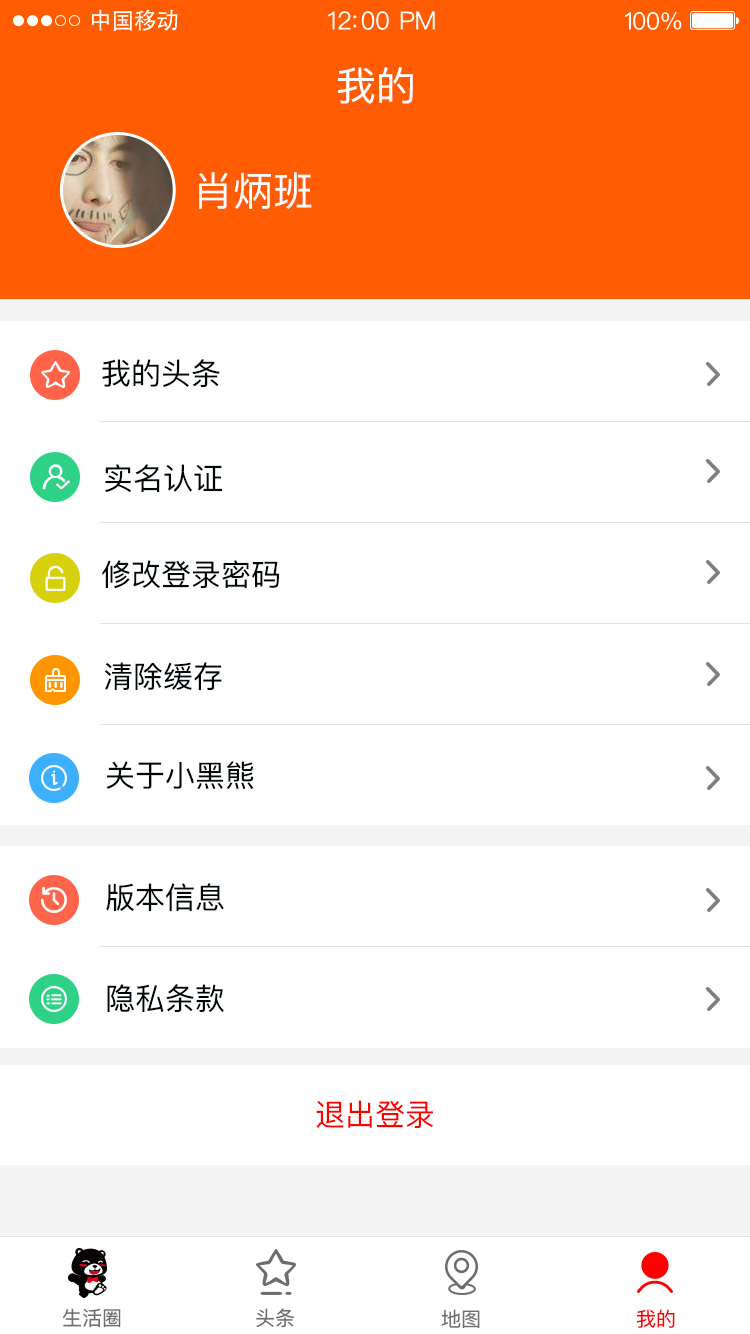 中国移动 12:00 PM 100%
我的
肖炳班
我的头条
实名认证
修改登录密码
清除缓存
关于小黑熊
版本信息
隐私条款
退出登录
生活圈 头条 地图 我的